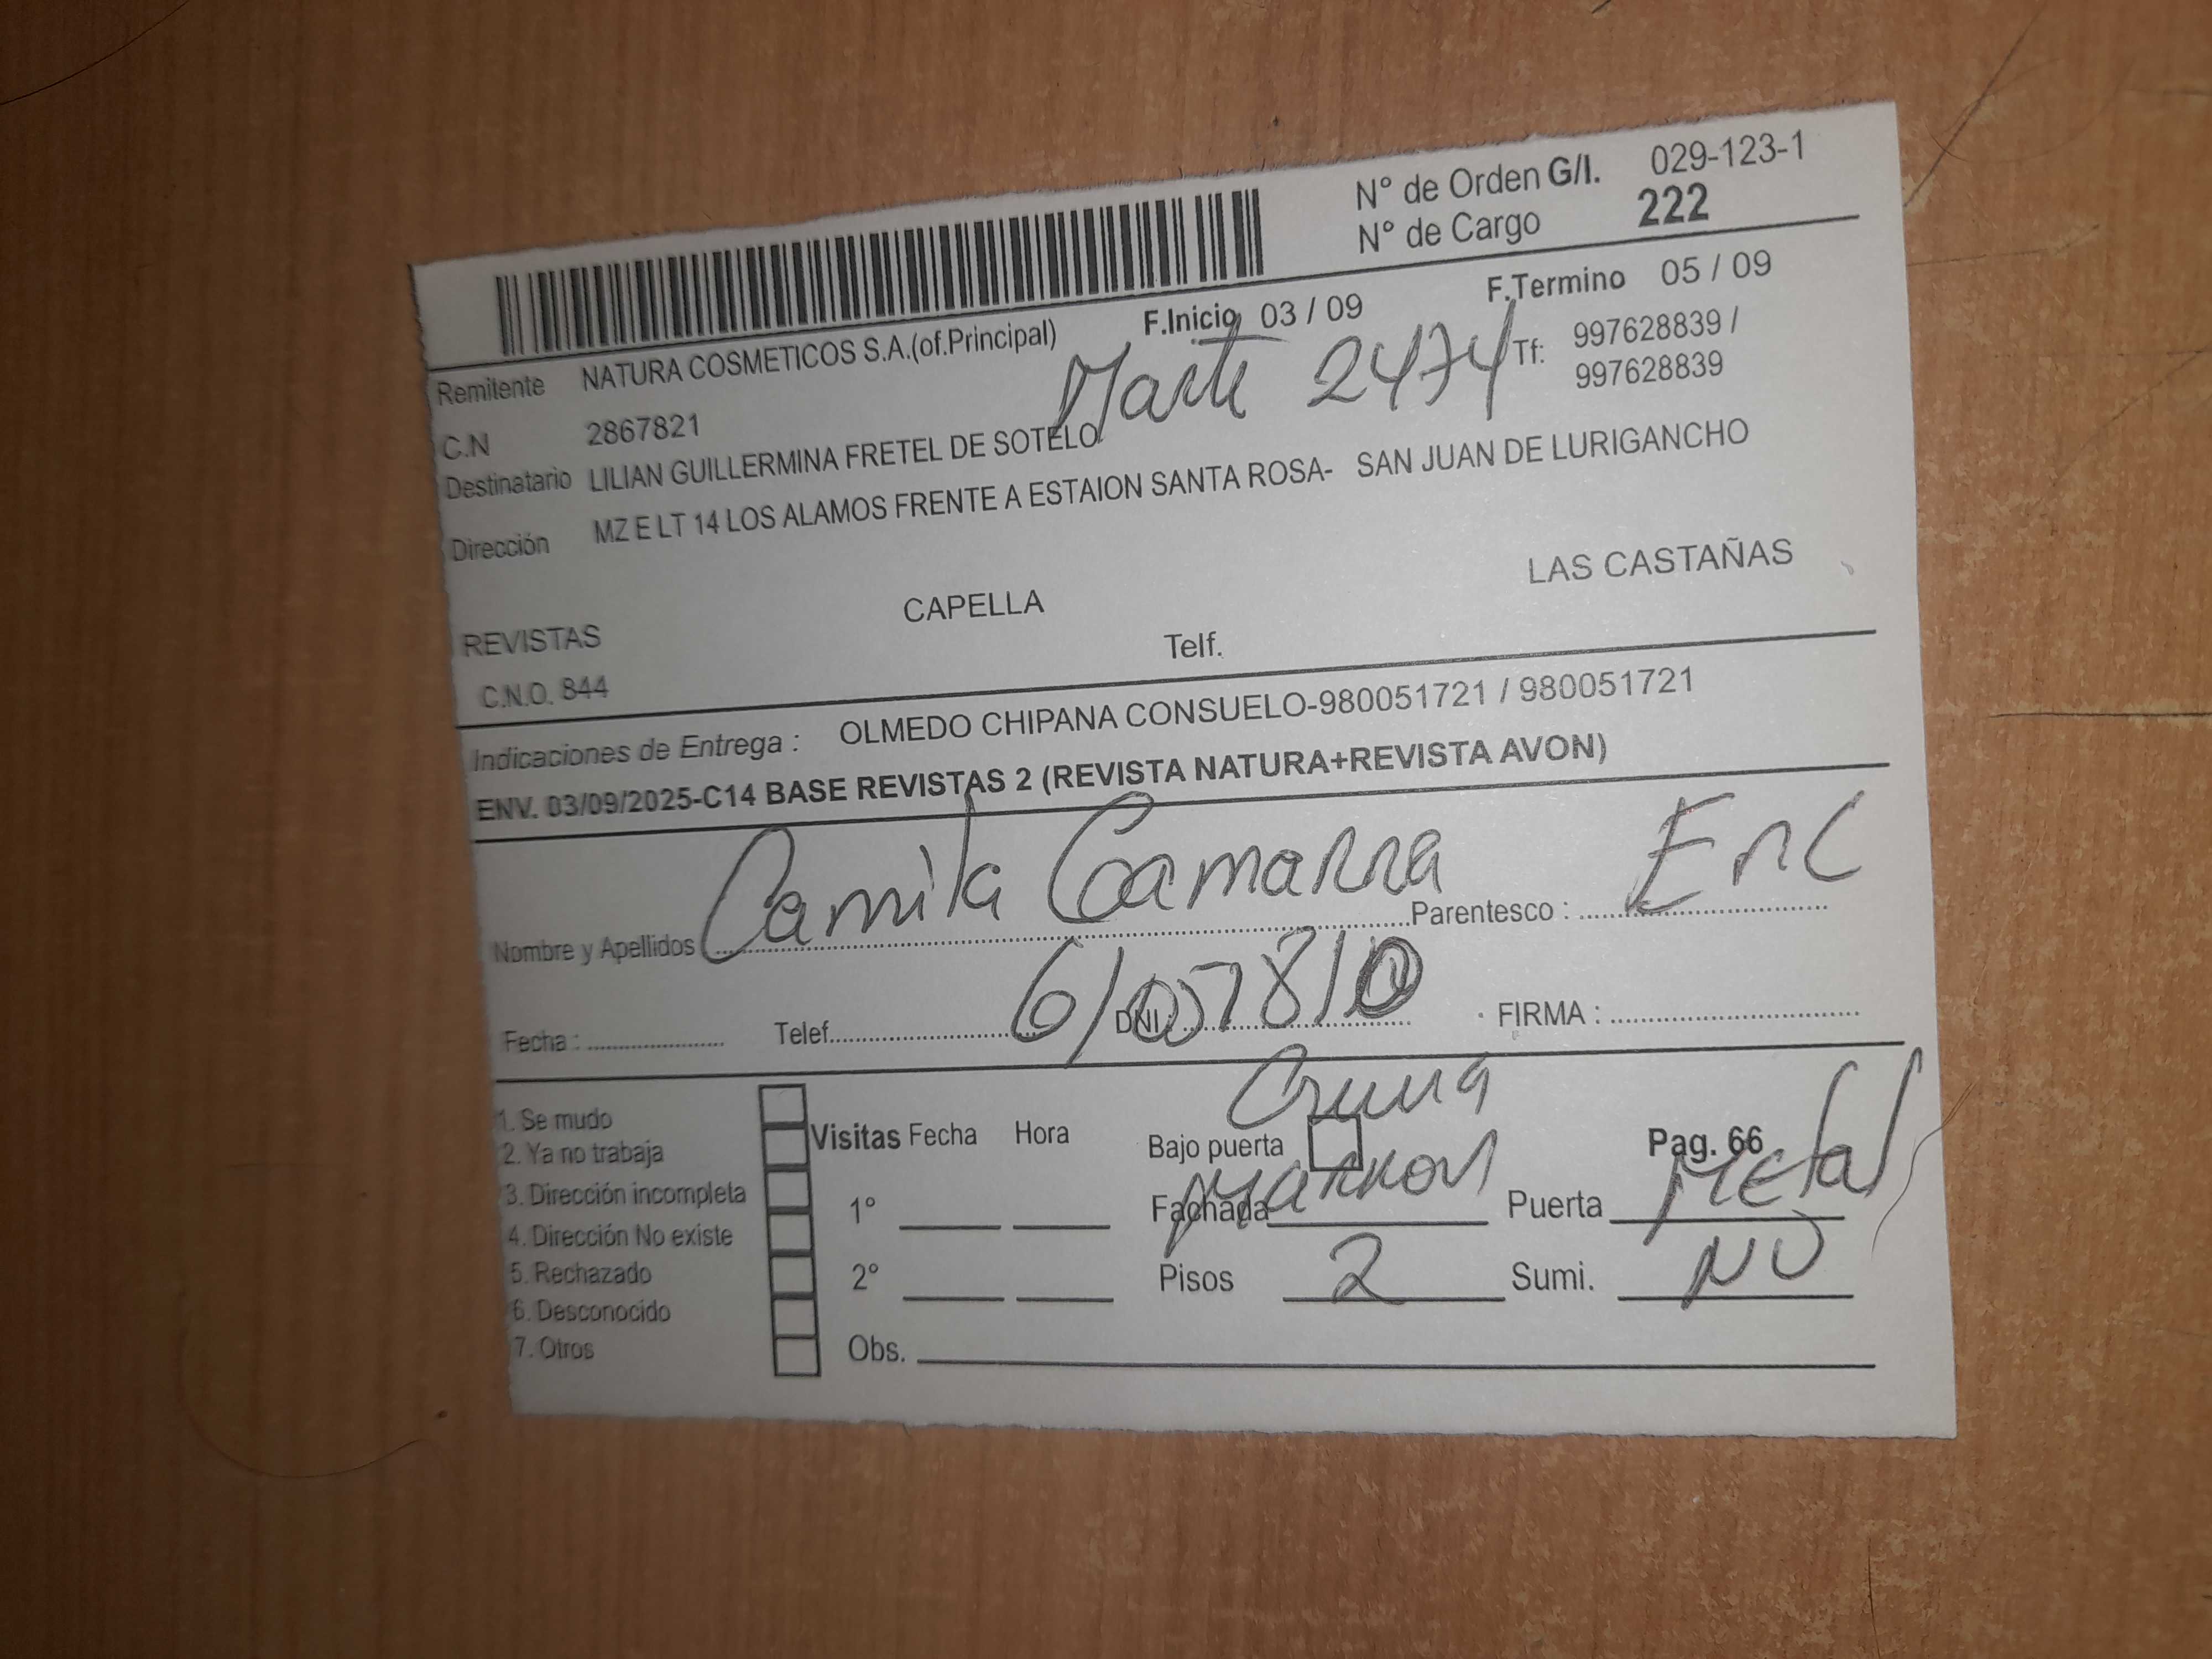 N° de Orden G/I. 029-123-1
N° de Cargo 222
F.Inicio 03 / 09 F.Termino 05 / 09
Remitente NATURA COSMETICOS S.A.(of.Principal) Tf: 997628839 /
997628839
Marte 2474
C.N 2867821
Destinatario LILIAN GUILLERMINA FRETEL DE SOTELO
Dirección MZ E LT 14 LOS ALAMOS FRENTE A ESTAION SANTA ROSA- SAN JUAN DE LURIGANCHO
REVISTAS CAPELLA LAS CASTAÑAS
C.N.O. 844 Telf.
Indicaciones de Entrega : OLMEDO CHIPANA CONSUELO-980051721 / 980051721
ENV. 03/09/2025-C14 BASE REVISTAS 2 (REVISTA NATURA+REVISTA AVON)
Nombre y Apellidos Camila Gamarra Parentesco : Enc
Fecha : Telef. DNI FIRMA :
1. Se mudo
2. Ya no trabaja
3. Dirección incompleta
4. Dirección No existe
5. Rechazado
6. Desconocido
7. Otros
Visitas Fecha Hora
1°
2°
Obs.
Bajo puerta Pag. 66
Fachada marron Puerta Metal
Pisos 2 Sumi. NO